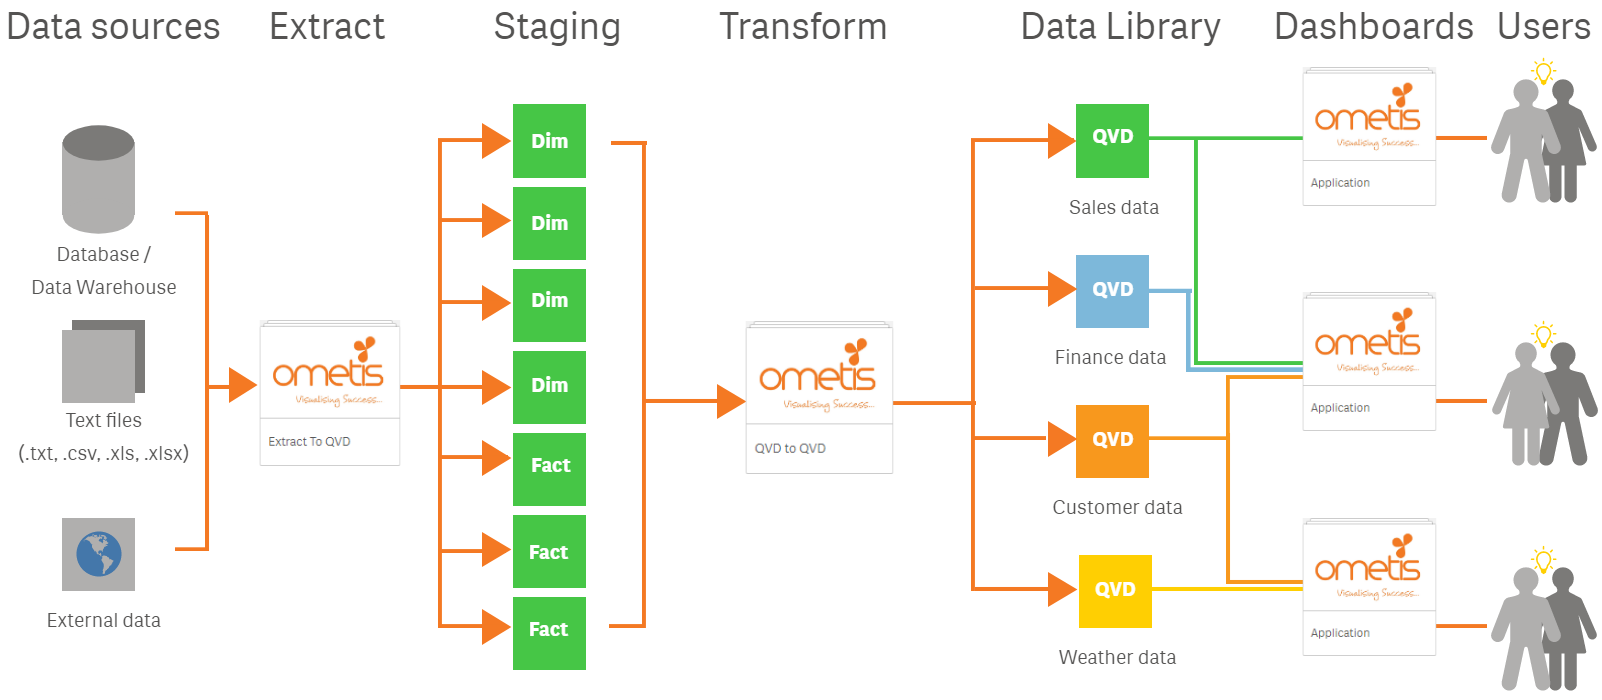 Data sources
Extract
Staging
Transform
Data Library
Dashboards
Users
Database /
Data Warehouse
Text files
(.txt, .csv, .xls, .xlsx)
External data
ometis
Visualising Success...
Extract To QVD
Dim
Dim
Dim
Dim
Fact
Fact
Fact
ometis
Visualising Success...
QVD to QVD
QVD
Sales data
QVD
Finance data
QVD
Customer data
QVD
Weather data
ometis
Visualising Success...
Application
ometis
Visualising Success...
Application
ometis
Visualising Success...
Application